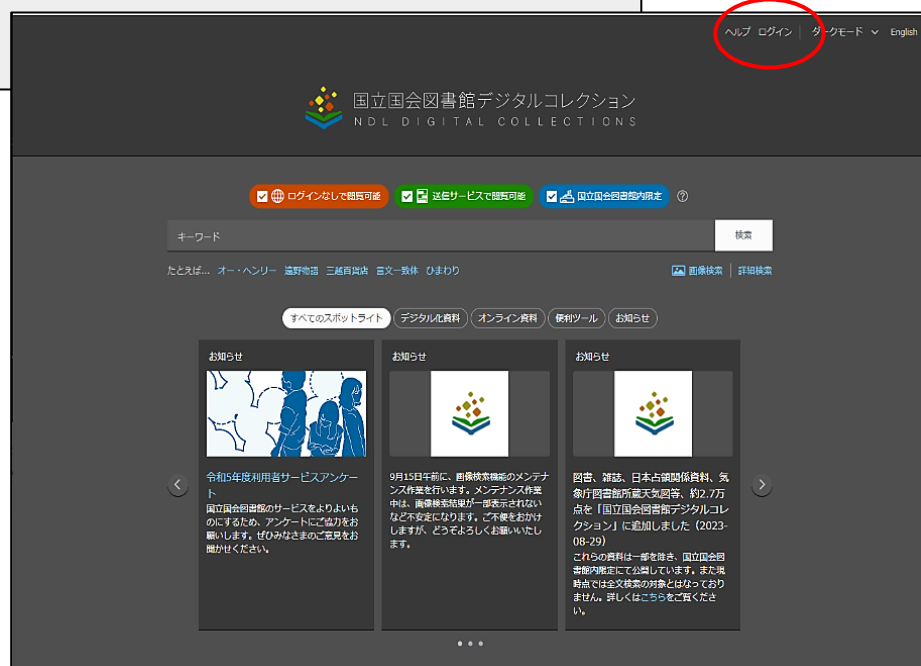 ヘルプ ログイン ダークモード English
国立国会図書館デジタルコレクション
NDL DIGITAL COLLECTIONS
ログインなしで閲覧可能 送信サービスで閲覧可能 国立国会図書館内限定
キーワード 検索
たとえば... オー・ヘンリー 遠野物語 三越百貨店 言文一致体 ひまわり 画像検索 詳細検索
すべてのスポットライト デジタル化資料 オンライン資料 便利ツール お知らせ
お知らせ
令和5年度利用者サービスアンケー
ト
国立国会図書館のサービスをよりよいも
のにするため、アンケートにご協力をお
願いします。ぜひみなさまのご意見をお
聞かせください。
お知らせ
9月15日午前に、画像検索機能のメンテナ
ンス作業を行います。メンテナンス作業
中は、画像検索結果が一部表示されない
など不安定になります。ご不便をおかけ
しますが、どうぞよろしくお願いいたし
ます。
お知らせ
図書、雑誌、日本占領関係資料、気
象庁図書館所蔵天気図等、約2.7万
点を「国立国会図書館デジタルコレ
クション」に追加しました（2023-
08-29）
これらの資料は一部を除き、国立国会図
書館内限定にて公開しています。また現
時点では全文検索の対象とはなっており
ません。詳しくはこちらをご覧くださ
い。